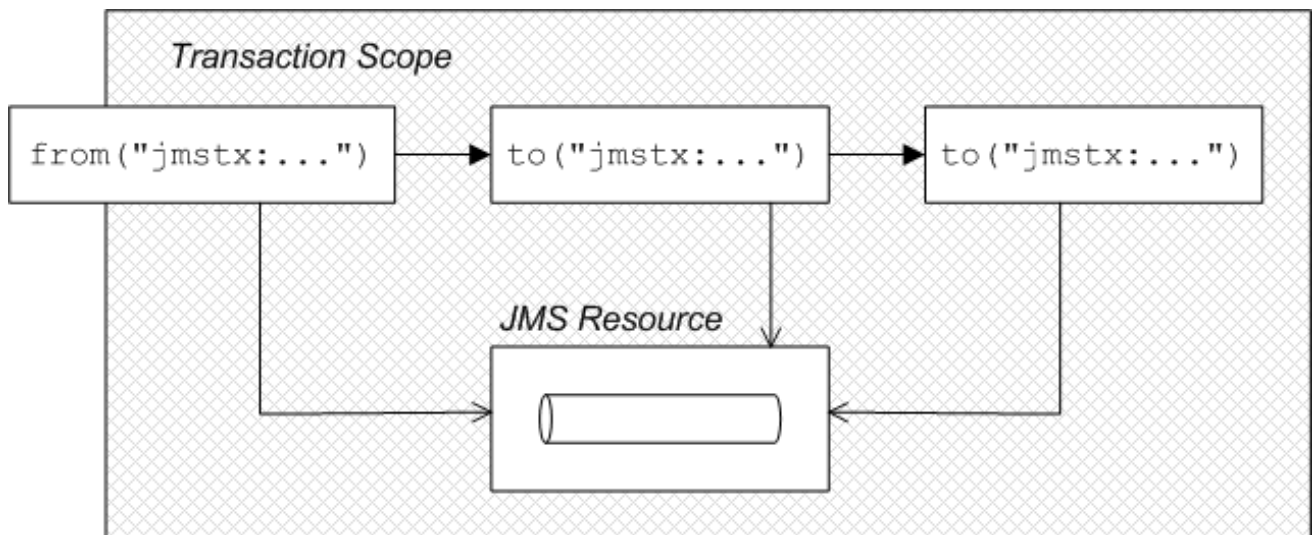 Transaction Scope
from("jmstx:...")
to("jmstx:...")
to("jmstx:...")
JMS Resource